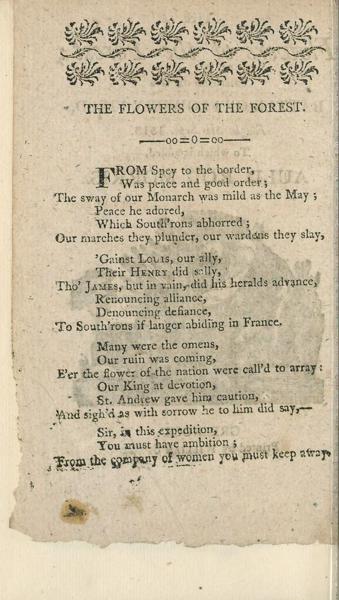 THE FLOWERS OF THE FOREST.
FROM Spey to the border,
Was peace and good order;
The sway of our Monarch was mild as the May;
Peace he adored,
Which South'rons abhorred;
Our marches they plunder, our wardens they slay,
'Gainst LOUIS, our ally,
Their HENRY did sally,
Tho' JAMES, but in vain, did his heralds advance,
Renouncing alliance,
Denouncing defiance,
To South'rons if langer abiding in France.
Many were the omens,
Our ruin was coming,
E'er the flower of the nation were call'd to array:
Our King at devotion,
St. Andrew gave him caution,
And sigh'd as with sorrow he to him did say,—
Sir, in this expedition,
You must have ambition;
From the company of women you must keep away.